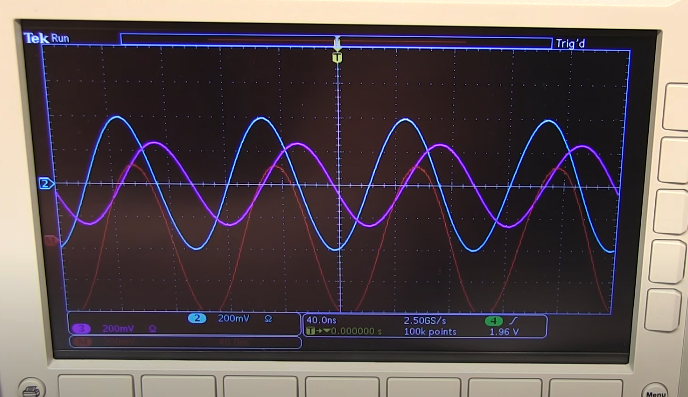 Tek Run
Trig'd
T
2
3 200mV Ω
2 200mV Ω
40.0ns
T→▼0.000000 s
2.50GS/s
100k points
4 ∫
1.96 V
Menu